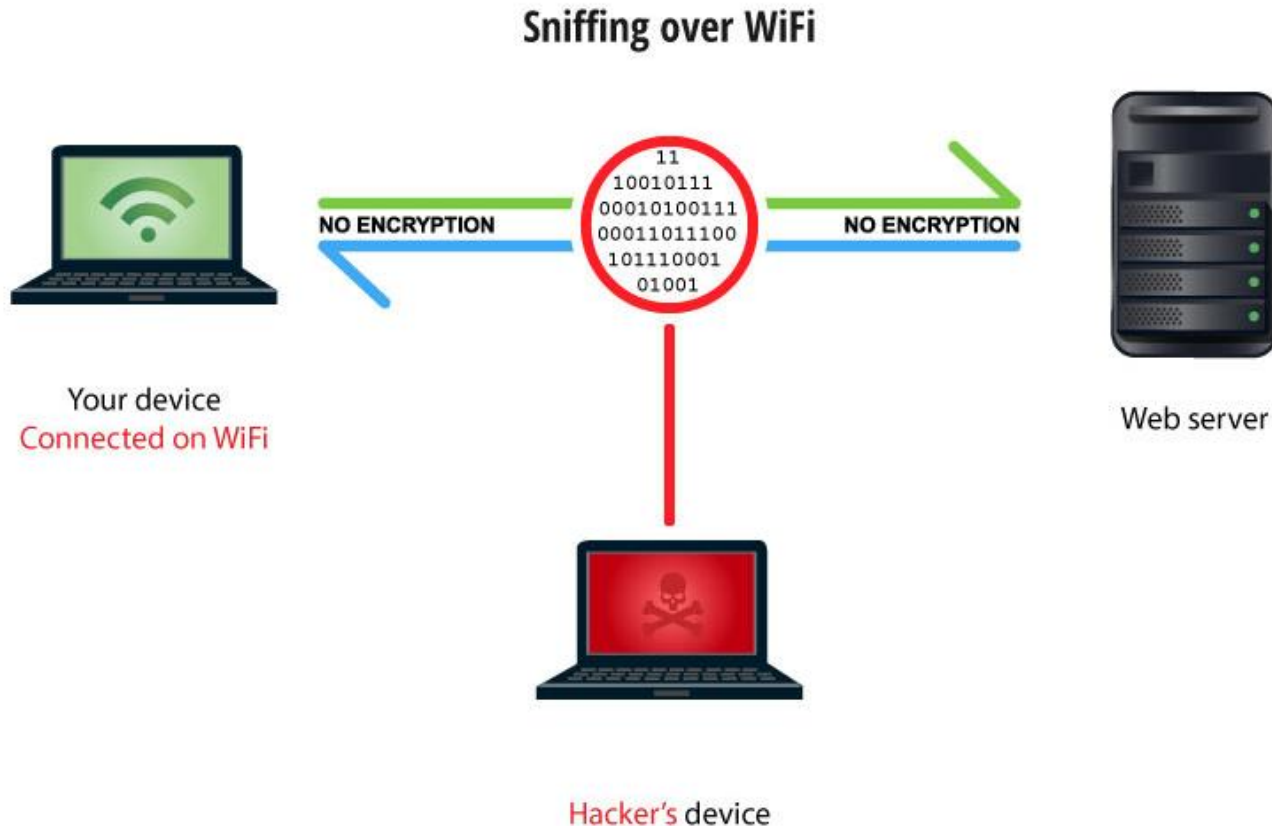 Sniffing over WiFi
11
10010111
00010100111
00011011100
101110001
01001
NO ENCRYPTION
NO ENCRYPTION
Your device
Connected on WiFi
Web server
Hacker's device